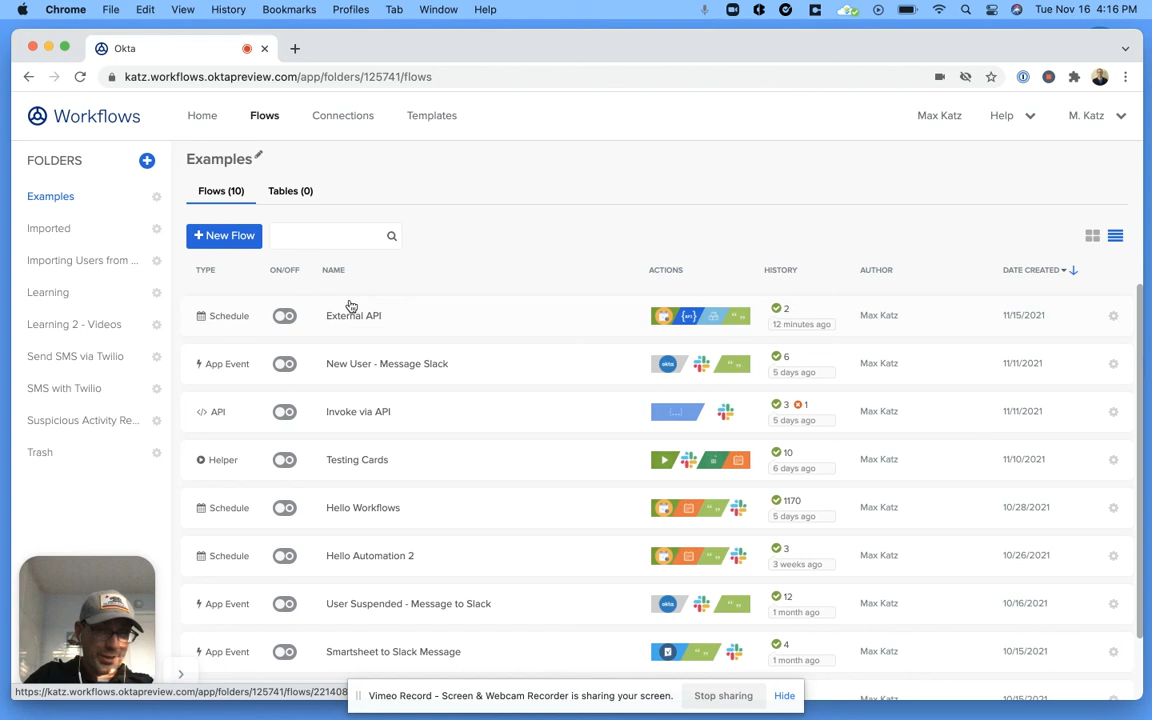 Chrome File Edit View History Bookmarks Profiles Tab Window Help Tue Nov 16 4:16 PM
Okta
katz.workflows.oktapreview.com/app/folders/125741/flows
Workflows Home Flows Connections Templates Max Katz Help M. Katz
FOLDERS
Examples
Imported
Importing Users from ...
Learning
Learning 2 - Videos
Send SMS via Twilio
SMS with Twilio
Suspicious Activity Re...
Trash
Examples
Flows (10) Tables (0)
+ New Flow
TYPE ON/OFF NAME ACTIONS HISTORY AUTHOR DATE CREATED
Schedule External API 2 Max Katz 11/15/2021
12 minutes ago
App Event New User - Message Slack okta 6 Max Katz 11/11/2021
5 days ago
</> API Invoke via API 3 1 Max Katz 11/11/2021
5 days ago
Helper Testing Cards 10 Max Katz 11/10/2021
6 days ago
Schedule Hello Workflows 1170 Max Katz 10/28/2021
5 days ago
Schedule Hello Automation 2 3 Max Katz 10/26/2021
3 weeks ago
App Event User Suspended - Message to Slack okta 12 Max Katz 10/16/2021
1 month ago
App Event Smartsheet to Slack Message 4 Max Katz 10/15/2021
1 month ago
https://katz.workflows.oktapreview.com/app/folders/125741/flows/221408
Vimeo Record - Screen & Webcam Recorder is sharing your screen. Stop sharing Hide